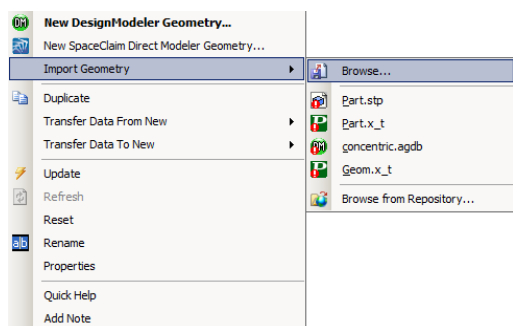 New DesignModeler Geometry...
New SpaceClaim Direct Modeler Geometry...
Import Geometry
Browse...
Duplicate
Part.stp
Transfer Data From New
Part.x_t
Transfer Data To New
concentric.agdb
Geom.x_t
Update
Refresh
Browse from Repository...
Reset
Rename
Properties
Quick Help
Add Note